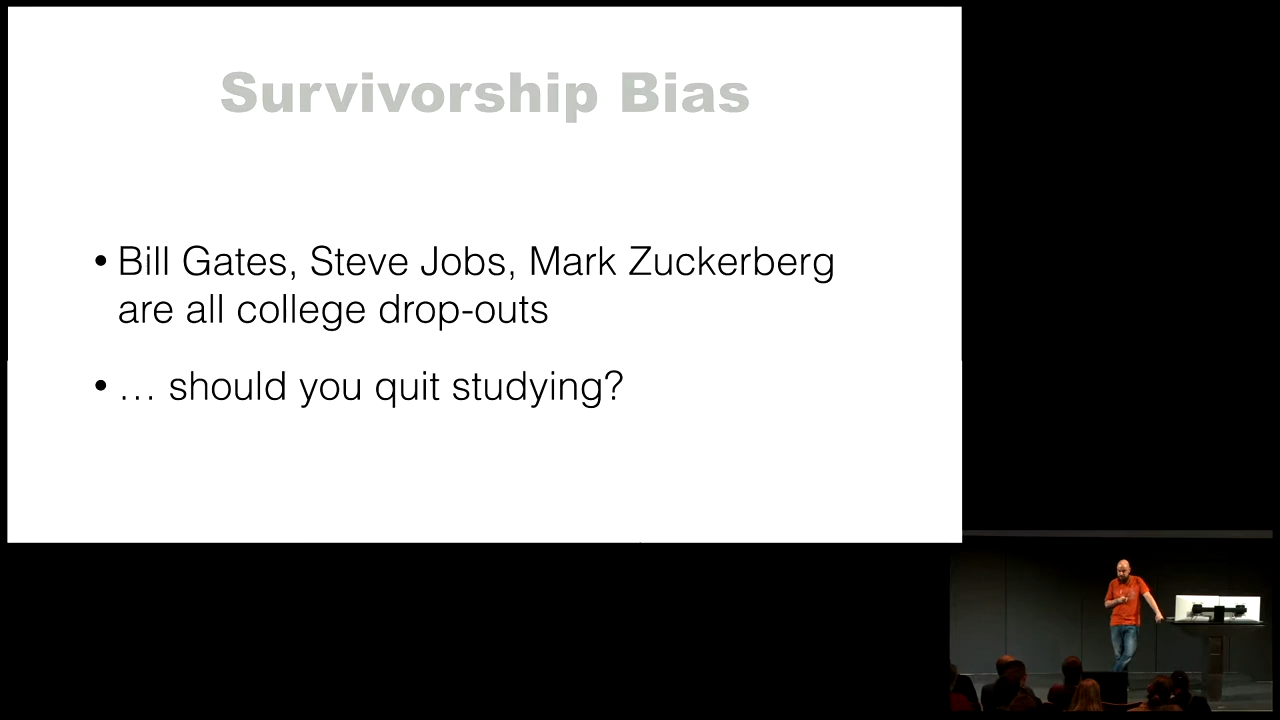 Survivorship Bias
• Bill Gates, Steve Jobs, Mark Zuckerberg
are all college drop-outs
• … should you quit studying?